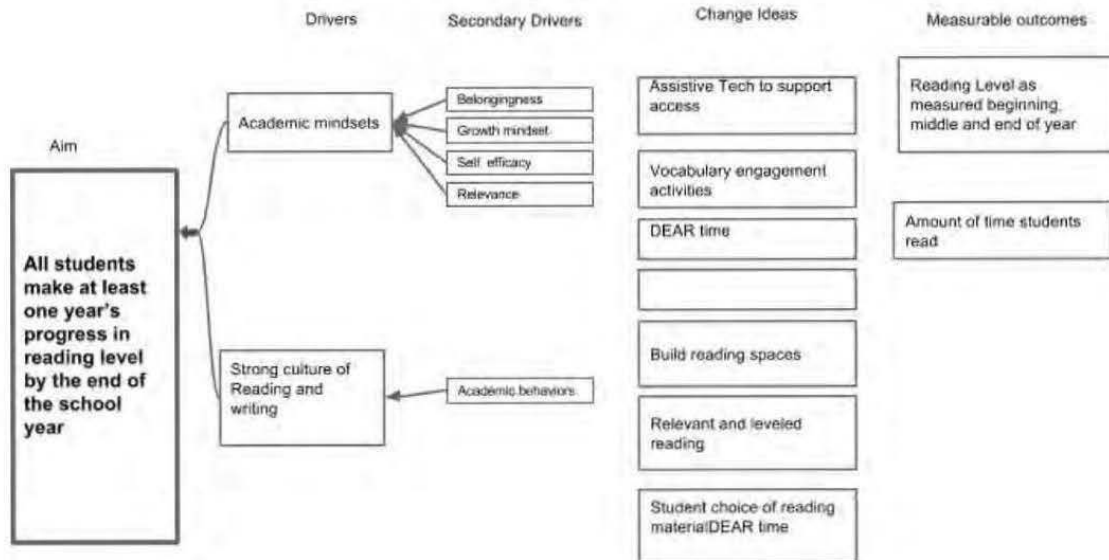 Drivers
Secondary Drivers
Change Ideas
Measurable outcomes
Aim
All students
make at least
one year's
progress in
reading level
by the end of
the school
year
Academic mindsets
Strong culture of
Reading and
writing
Belongingness
Growth mindset
Self efficacy
Relevance
Academic behaviors
Assistive Tech to support
access
Vocabulary engagement
activities
DEAR time
Build reading spaces
Relevant and leveled
reading
Student choice of reading
materialDEAR time
Reading Level as
measured beginning,
middle and end of year
Amount of time students
read